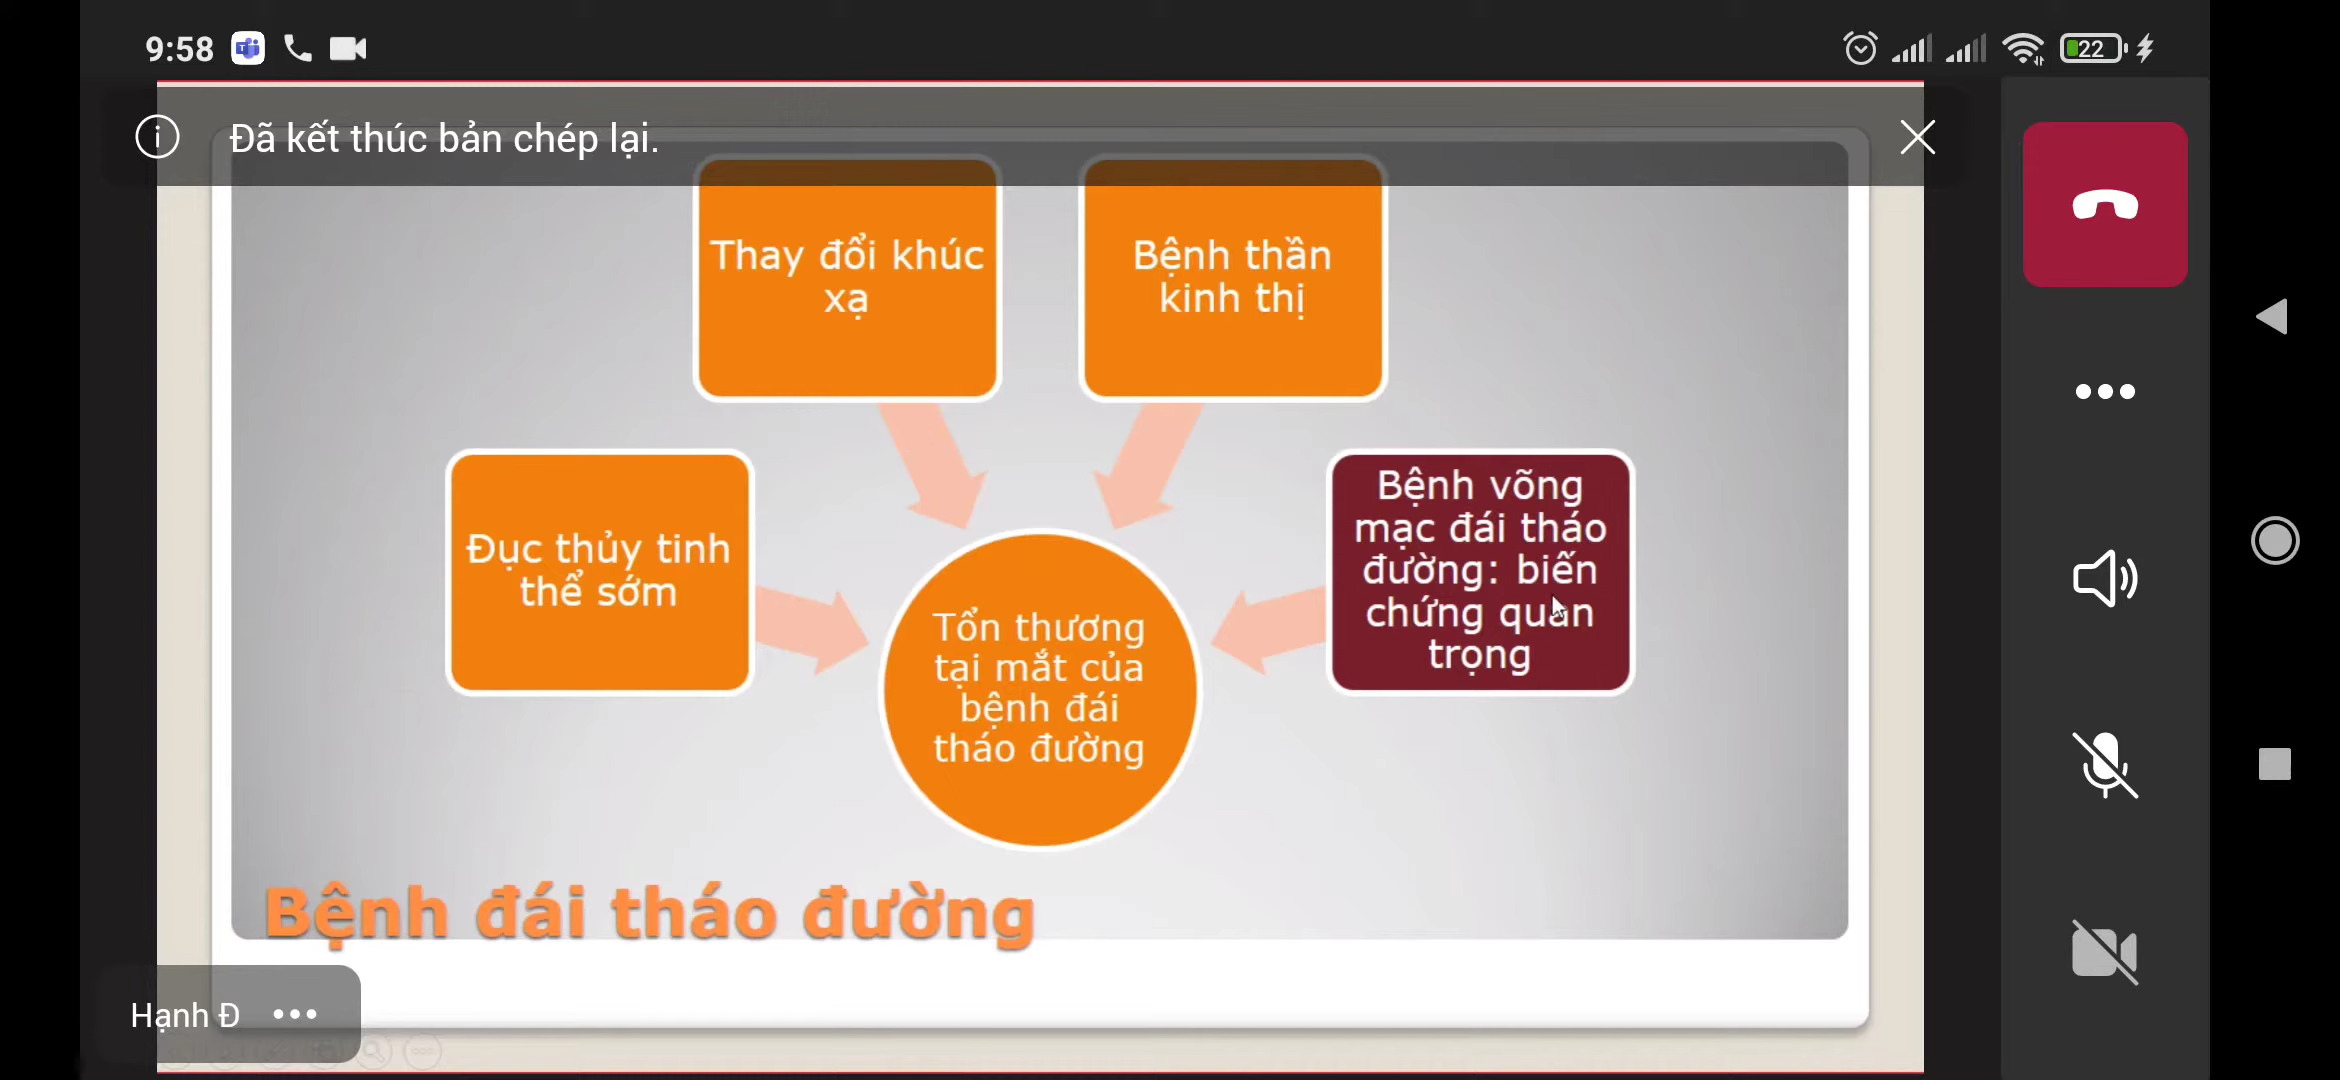 9:58
22
Đã kết thúc bản chép lại.
Thay đổi khúc
xạ
Bệnh thần
kinh thị
Đục thủy tinh
thể sớm
Bệnh võng
mạc đái tháo
đường: biến
chứng quan
trọng
Tổn thương
tại mắt của
bệnh đái
tháo đường
Bệnh đái tháo đường
Hạnh Đ